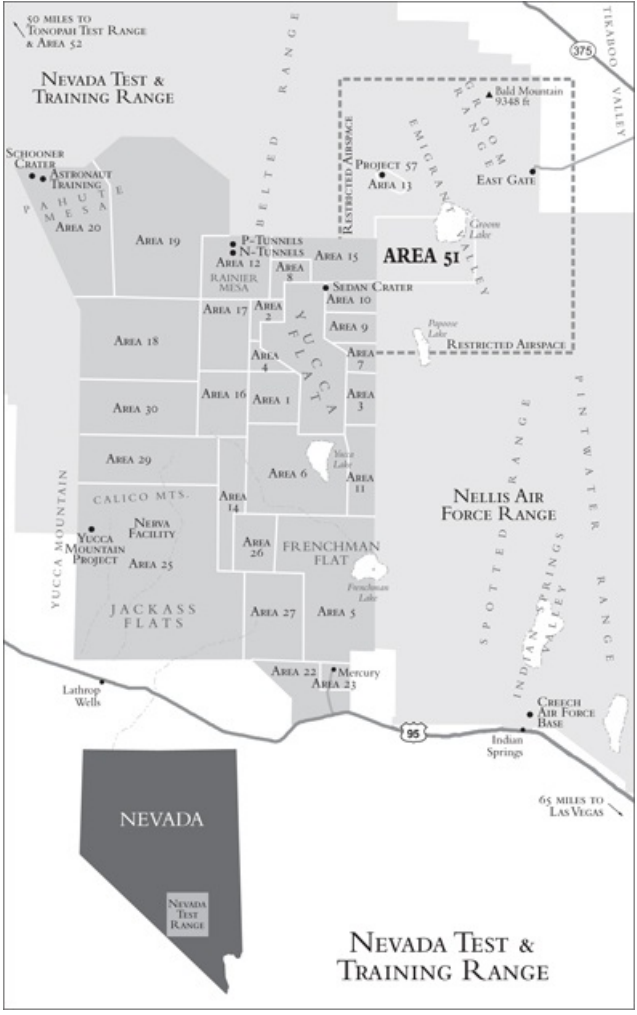 50 MILES TO
TONOPAH TEST RANGE
& AREA 52
NEVADA TEST &
TRAINING RANGE
BELTED RANGE
375
TIKABOO VALLEY
Bald Mountain
9348 ft
GROOM RANGE
EMIGRANT VALLEY
RESTRICTED AIRSPACE
PROJECT 57
AREA 13
EAST GATE
Groom
Lake
AREA 51
SCHOONER
CRATER
ASTRONAUT
TRAINING
PAHUTE
MESA
AREA 20
AREA 19
P-TUNNELS
N-TUNNELS
AREA 12
RAINIER
MESA
AREA
8
AREA 15
SEDAN CRATER
AREA 10
AREA 17
AREA
2
YUCCA
FLAT
AREA 9
Papoose
Lake
RESTRICTED AIRSPACE
AREA 18
AREA
4
AREA
7
AREA 30
AREA 16
AREA 1
AREA
3
AREA 29
AREA
14
AREA 6
Yucca
Lake
AREA
11
NELLIS AIR
FORCE RANGE
SPOTTED RANGE
PINTWATER RANGE
INDIAN SPRINGS
VALLEY
YUCCA MOUNTAIN
CALICO MTS.
NERVA
FACILITY
YUCCA
MOUNTAIN
PROJECT
AREA 25
AREA
26
FRENCHMAN
FLAT
Frenchman
Lake
JACKASS
FLATS
AREA 27
AREA 5
AREA 22
Mercury
AREA 23
Lathrop
Wells
95
CREECH
AIR FORCE
BASE
Indian
Springs
65 MILES TO
LAS VEGAS
NEVADA
NEVADA
TEST
RANGE
NEVADA TEST &
TRAINING RANGE